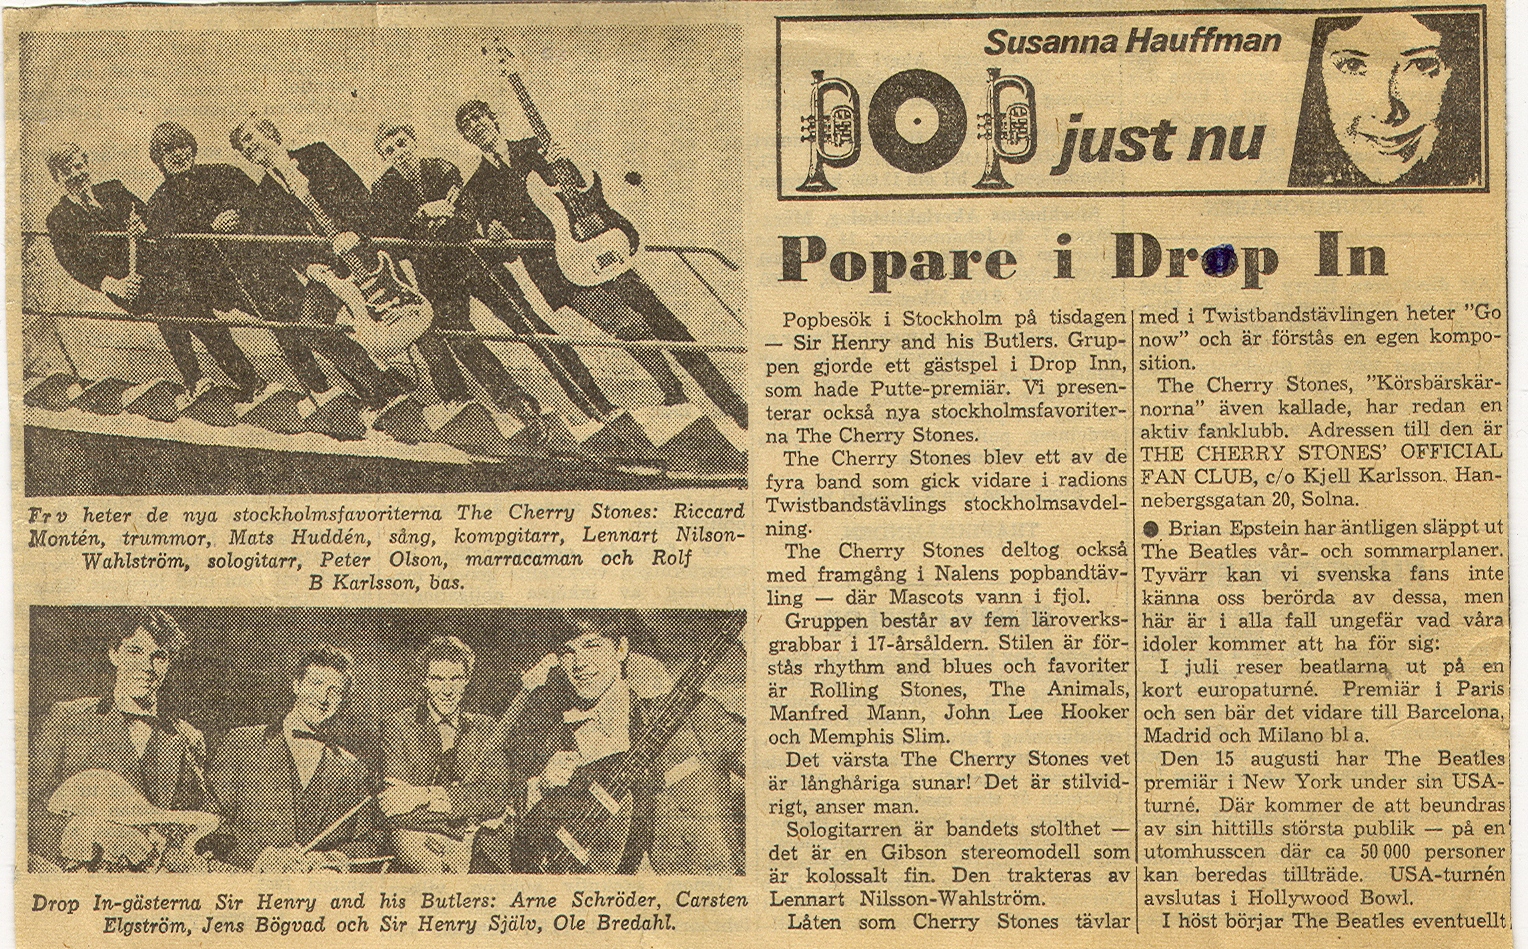 Susanna Hauffman
pop just nu
Popare i Drop In
Popbesök i Stockholm på tisdagen
— Sir Henry and his Butlers. Grup-
pen gjorde ett gästspel i Drop Inn,
som hade Putte-premiär. Vi presen-
terar också nya stockholmsfavoriter-
na The Cherry Stones.
The Cherry Stones blev ett av de
fyra band som gick vidare i radions
Twistbandstävlings stockholmsavdel-
ning.
The Cherry Stones deltog också
med framgång i Nalens popbandtäv-
ling — där Mascots vann i fjol.
Gruppen består av fem läroverks-
grabbar i 17-årsåldern. Stilen är för-
stås rhythm and blues och favoriter
är Rolling Stones, The Animals,
Manfred Mann, John Lee Hooker
och Memphis Slim.
Det värsta The Cherry Stones vet
är långhåriga sunar! Det är stilvid-
rigt, anser man.
Sologitarren är bandets stolthet —
det är en Gibson stereomodell som
är kolossalt fin. Den trakteras av
Lennart Nilsson-Wahlström.
Låten som Cherry Stones tävlar
med i Twistbandstävlingen heter "Go
now" och är förstås en egen kompo-
sition.
The Cherry Stones, "Körsbärskär-
norna" även kallade, har redan en
aktiv fanklubb. Adressen till den är
THE CHERRY STONES' OFFICIAL
FAN CLUB, c/o Kjell Karlsson. Han-
nebergsgatan 20, Solna.
● Brian Epstein har äntligen släppt ut
The Beatles vår- och sommarplaner.
Tyvärr kan vi svenska fans inte
känna oss berörda av dessa, men
här är i alla fall ungefär vad våra
idoler kommer att ha för sig:
I juli reser beatlarna ut på en
kort europaturné. Premiär i Paris
och sen bär det vidare till Barcelona,
Madrid och Milano bl a.
Den 15 augusti har The Beatles
premiär i New York under sin USA-
turné. Där kommer de att beundras
av sin hittills största publik — på en
utomhusscen där ca 50 000 personer
kan beredas tillträde. USA-turnén
avslutas i Hollywood Bowl.
I höst börjar The Beatles eventuellt
Fr v heter de nya stockholmsfavoriterna The Cherry Stones: Riccard
Montén, trummor, Mats Huddén, sång, kompgitarr, Lennart Nilson-
Wahlström, sologitarr, Peter Olson, marracaman och Rolf
B Karlsson, bas.
Drop In-gästerna Sir Henry and his Butlers: Arne Schröder, Carsten
Elgström, Jens Bögvad och Sir Henry Själv, Ole Bredahl.